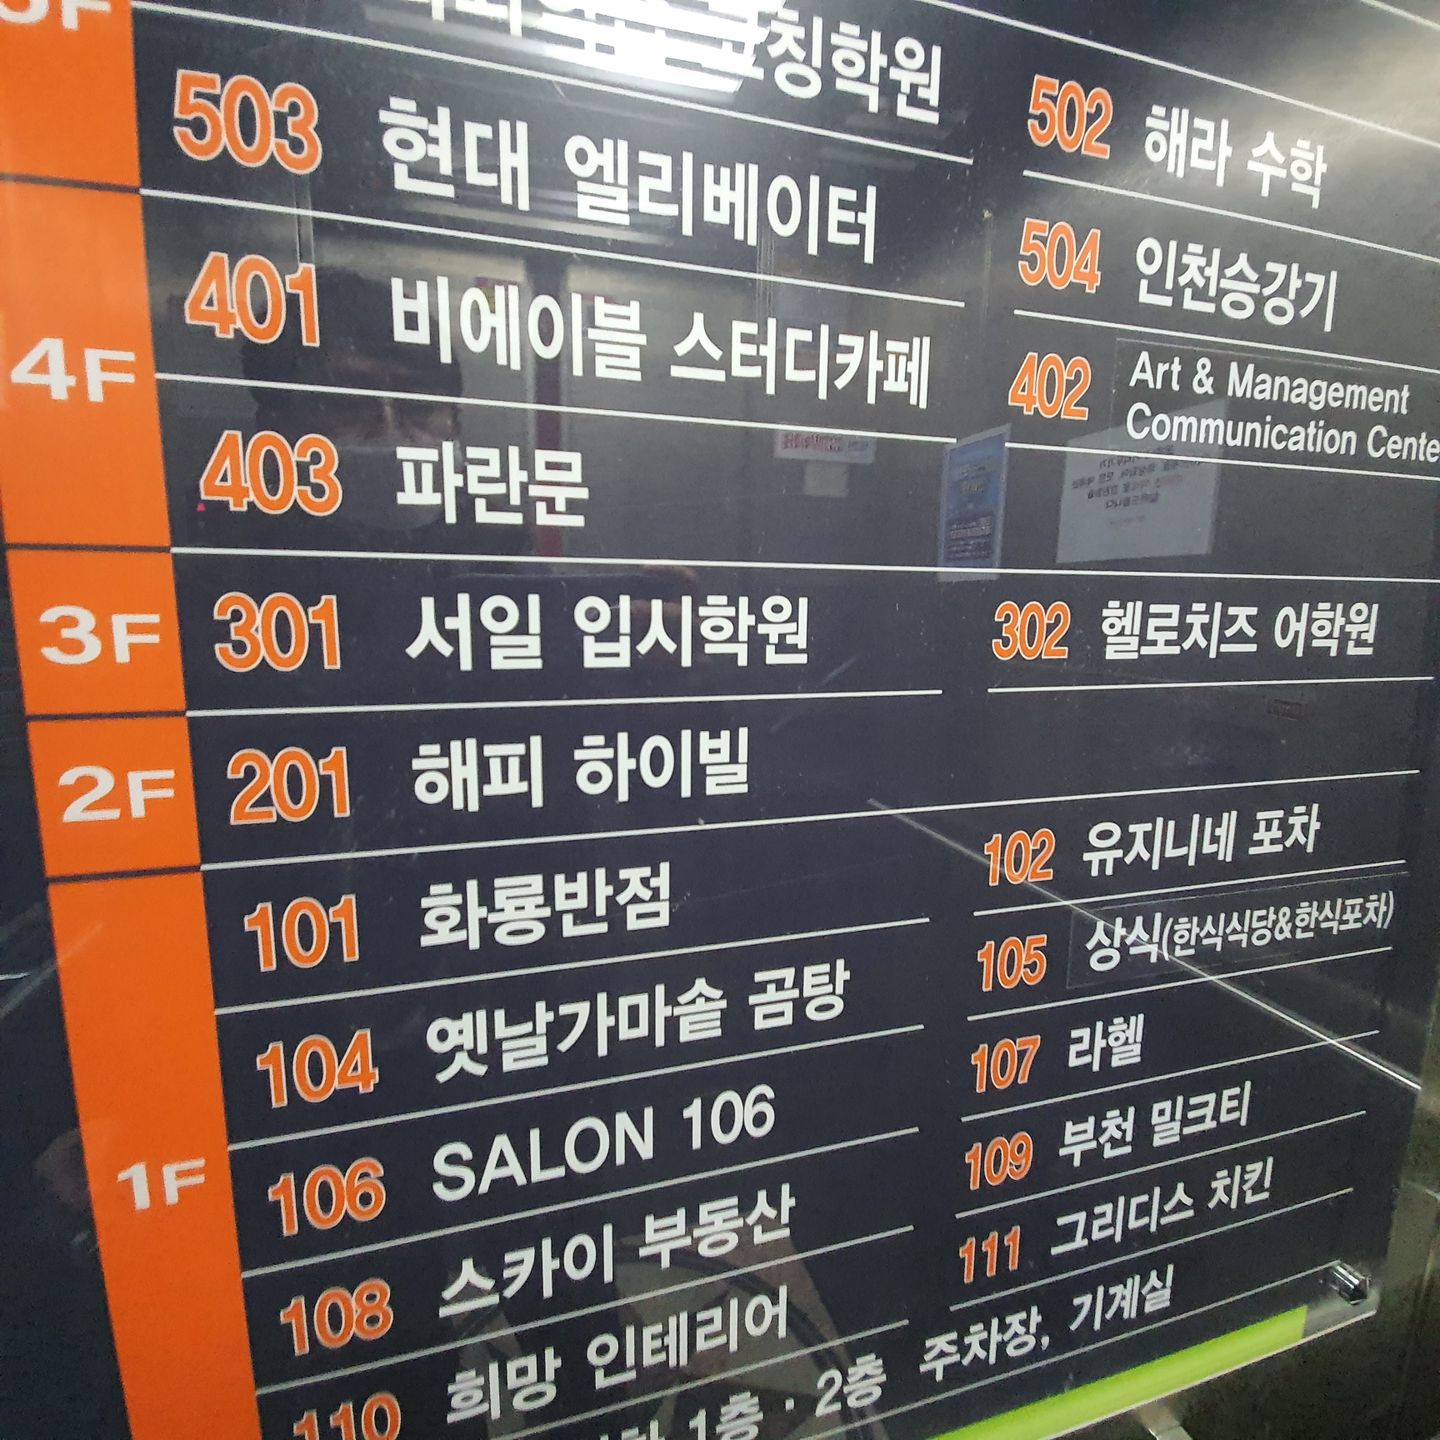 5F
칭학원
503 현대 엘리베이터
502 해라 수학
504 인천승강기
4F
401 비에이블 스터디카페
402 Art & Management
Communication Cente
403 파란문
3F
301 서일 입시학원
302 헬로치즈 어학원
2F
201 해피 하이빌
1F
101 화룡반점
102 유지니네 포차
104 옛날가마솥 곰탕
105 상식(한식식당&한식포차)
106 SALON 106
107 라헬
108 스카이 부동산
109 부천 밀크티
110 희망 인테리어
111 그리디스 치킨
1층 · 2층 주차장, 기계실